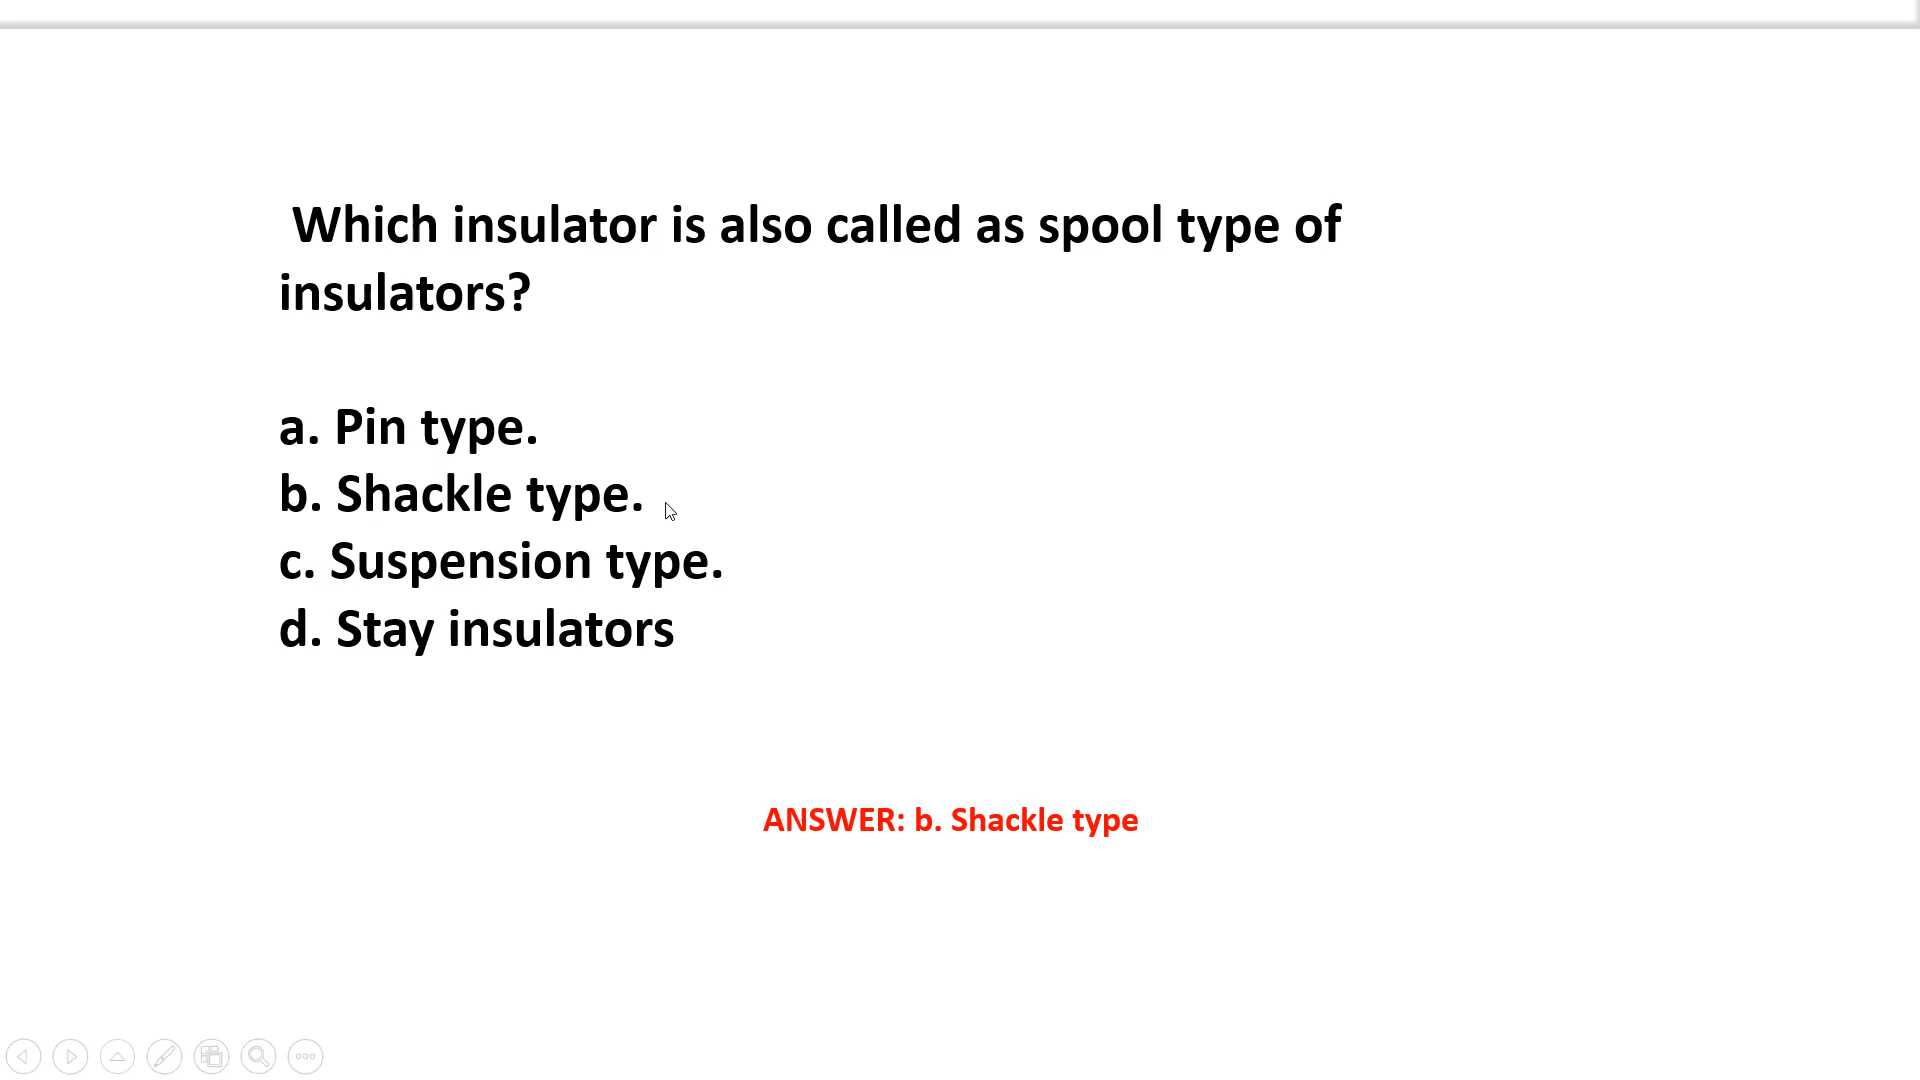 Which insulator is also called as spool type of
insulators?
a. Pin type.
b. Shackle type.
c. Suspension type.
d. Stay insulators
ANSWER: b. Shackle type